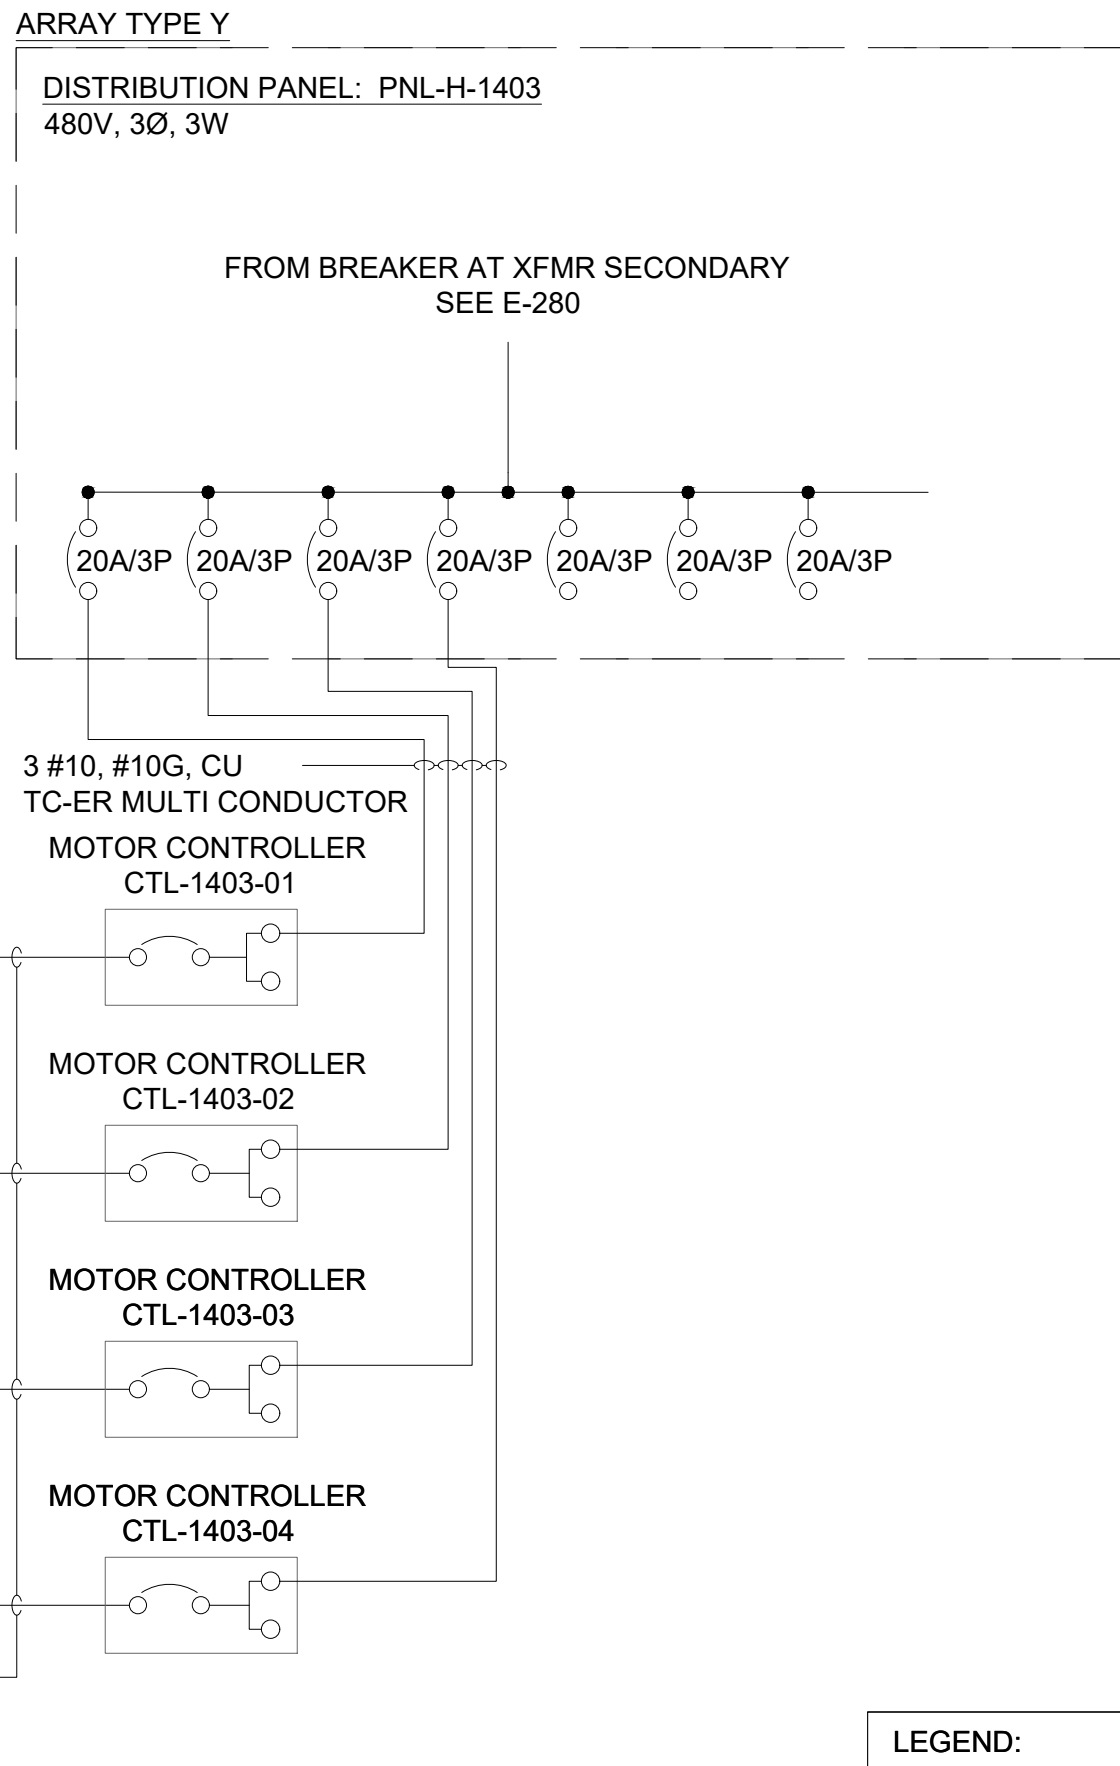 ARRAY TYPE Y
DISTRIBUTION PANEL: PNL-H-1403
480V, 3Ø, 3W
FROM BREAKER AT XFMR SECONDARY
SEE E-280
20A/3P 20A/3P 20A/3P 20A/3P 20A/3P 20A/3P 20A/3P
3 #10, #10G, CU
TC-ER MULTI CONDUCTOR
MOTOR CONTROLLER
CTL-1403-01
MOTOR CONTROLLER
CTL-1403-02
MOTOR CONTROLLER
CTL-1403-03
MOTOR CONTROLLER
CTL-1403-04
LEGEND: